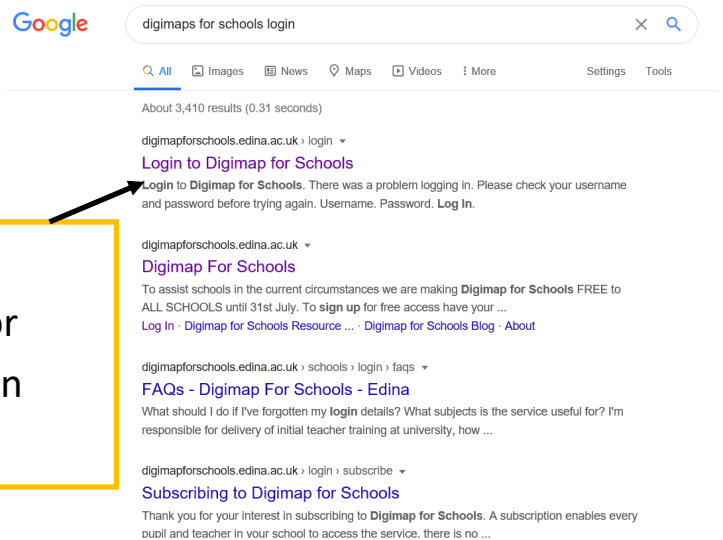 Google
digimaps for schools login
All Images News Maps Videos More Settings Tools
About 3,410 results (0.31 seconds)
digimapforschools.edina.ac.uk › login
Login to Digimap for Schools
Login to Digimap for Schools. There was a problem logging in. Please check your username
and password before trying again. Username. Password. Log In.
digimapforschools.edina.ac.uk
Digimap For Schools
To assist schools in the current circumstances we are making Digimap for Schools FREE to
ALL SCHOOLS until 31st July. To sign up for free access have your ...
Log In · Digimap for Schools Resource ... · Digimap for Schools Blog · About
digimapforschools.edina.ac.uk › schools › login › faqs
FAQs - Digimap For Schools - Edina
What should I do if I've forgotten my login details? What subjects is the service useful for? I'm
responsible for delivery of initial teacher training at university, how ...
digimapforschools.edina.ac.uk › login › subscribe
Subscribing to Digimap for Schools
Thank you for your interest in subscribing to Digimap for Schools. A subscription enables every
pupil and teacher in your school to access the service, there is no ...